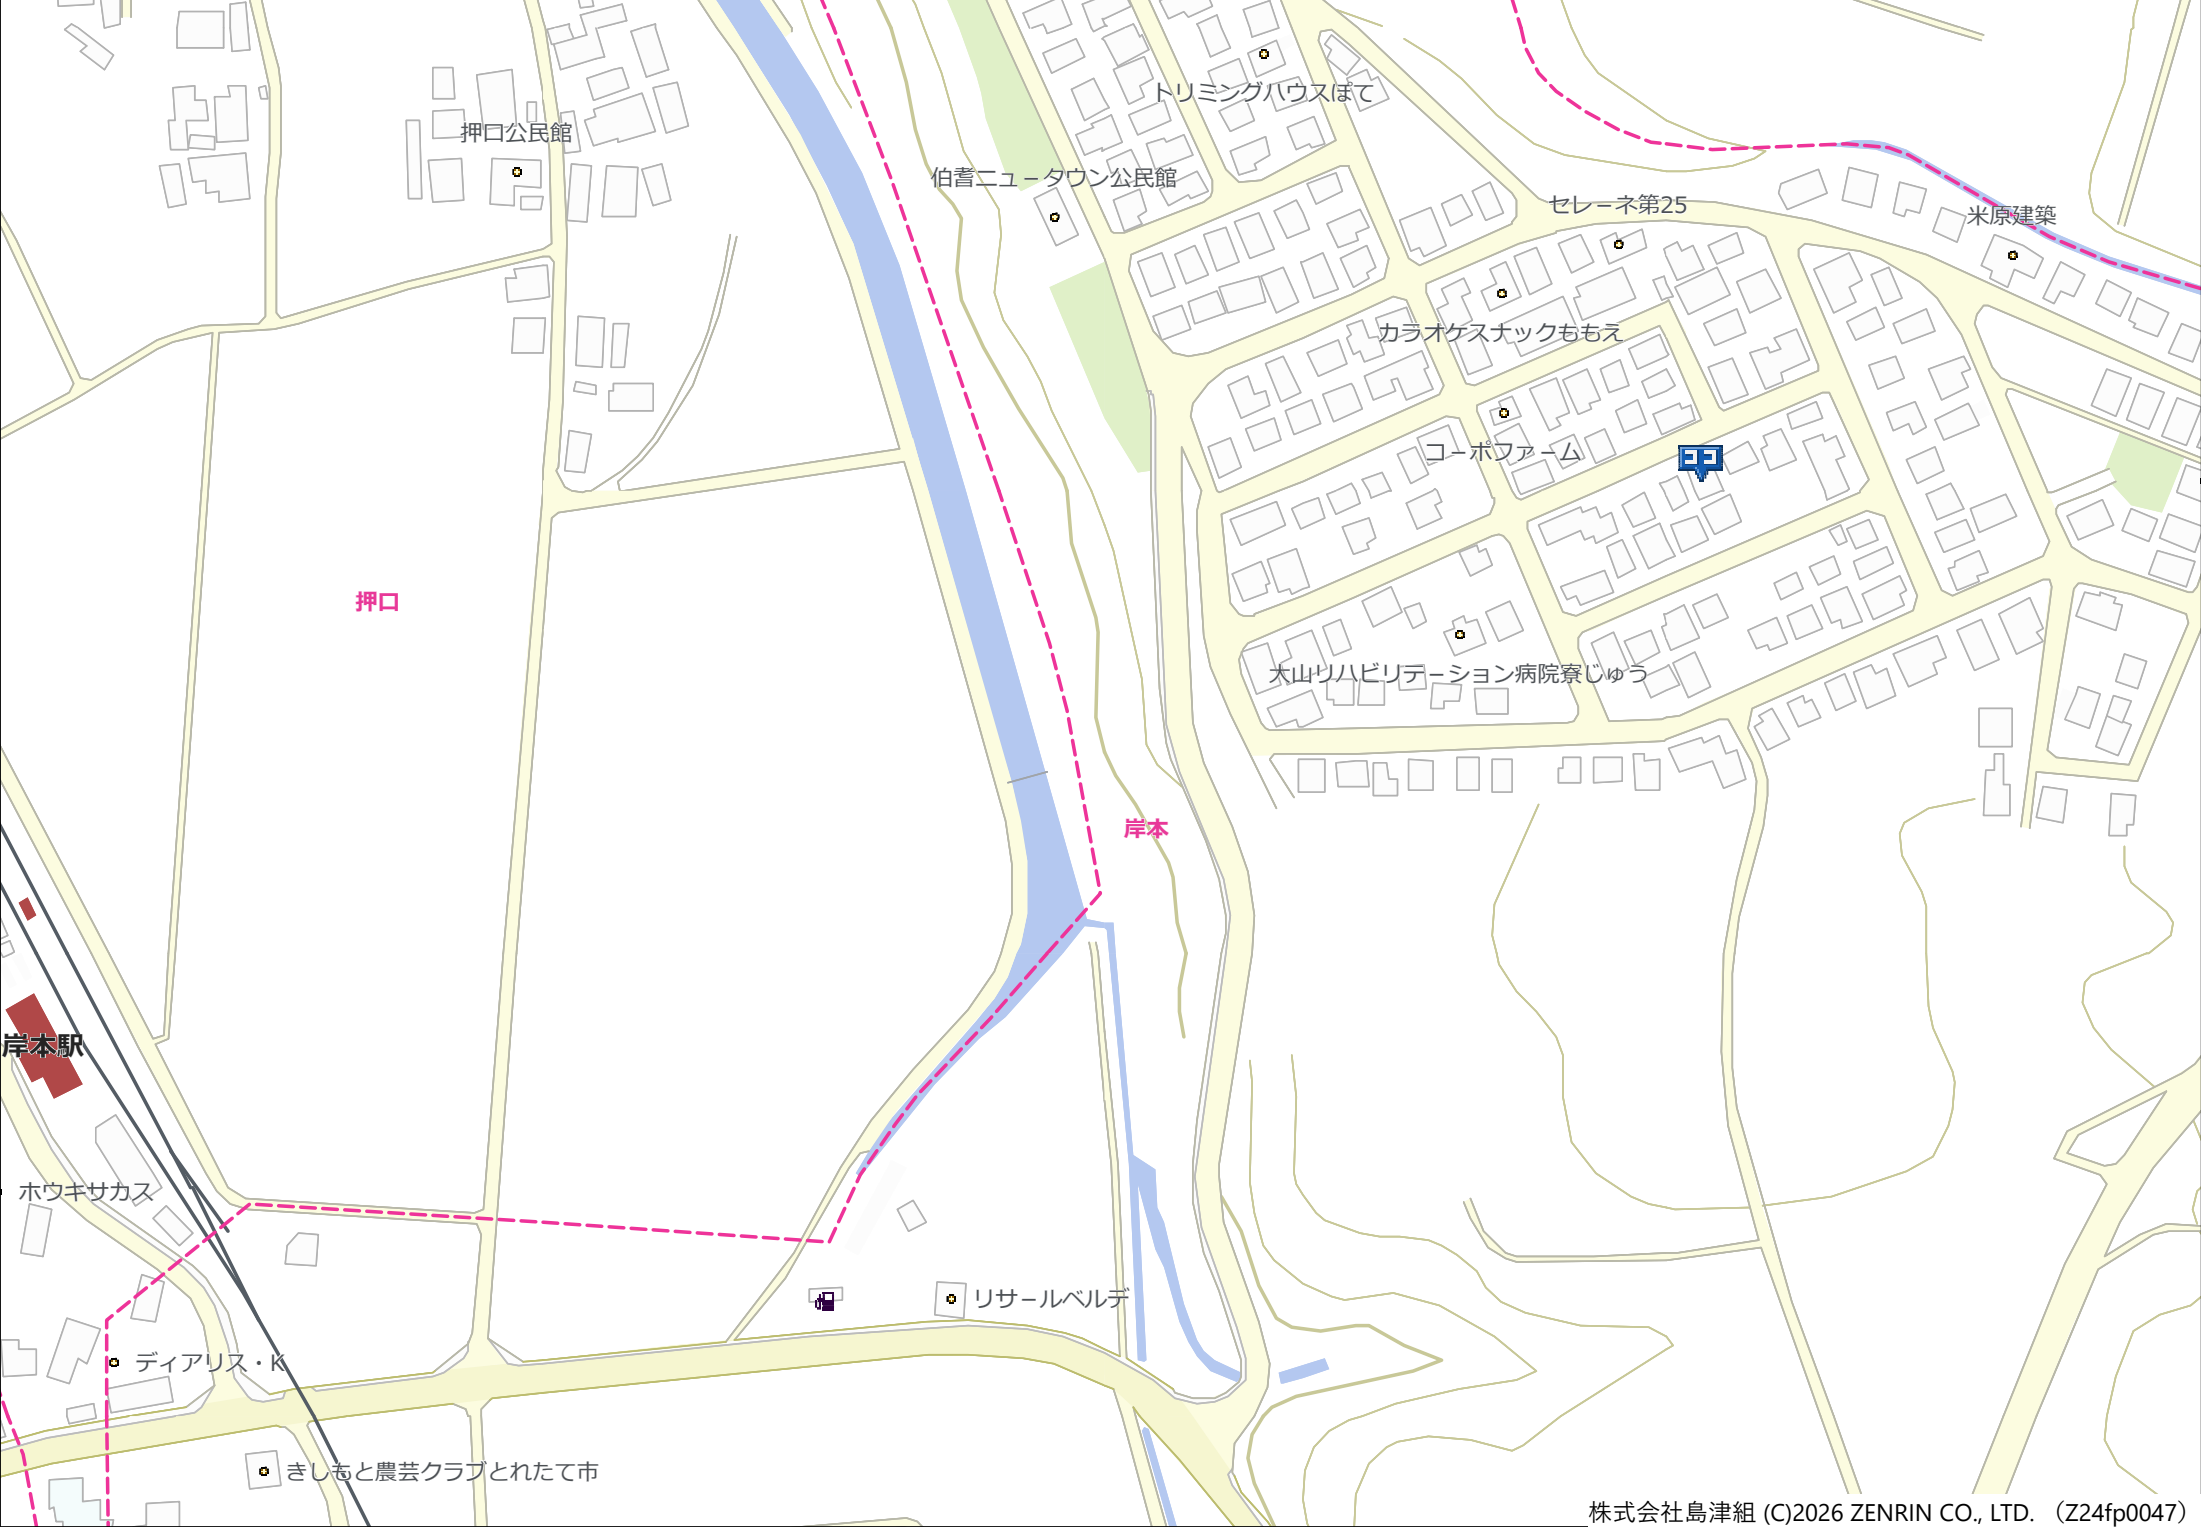 トリミングハウスぽて
押口公民館
伯耆ニュータウン公民館
セレーネ第25
米原建築
カラオケスナックももえ
コーポファーム
ココ
押口
大山リハビリテーション病院寮じゅう
岸本
岸本駅
ホウキサカス
リサールベルデ
ディアリス・K
きしもと農芸クラブとれたて市
株式会社島津組 (C)2026 ZENRIN CO., LTD. （Z24fp0047）